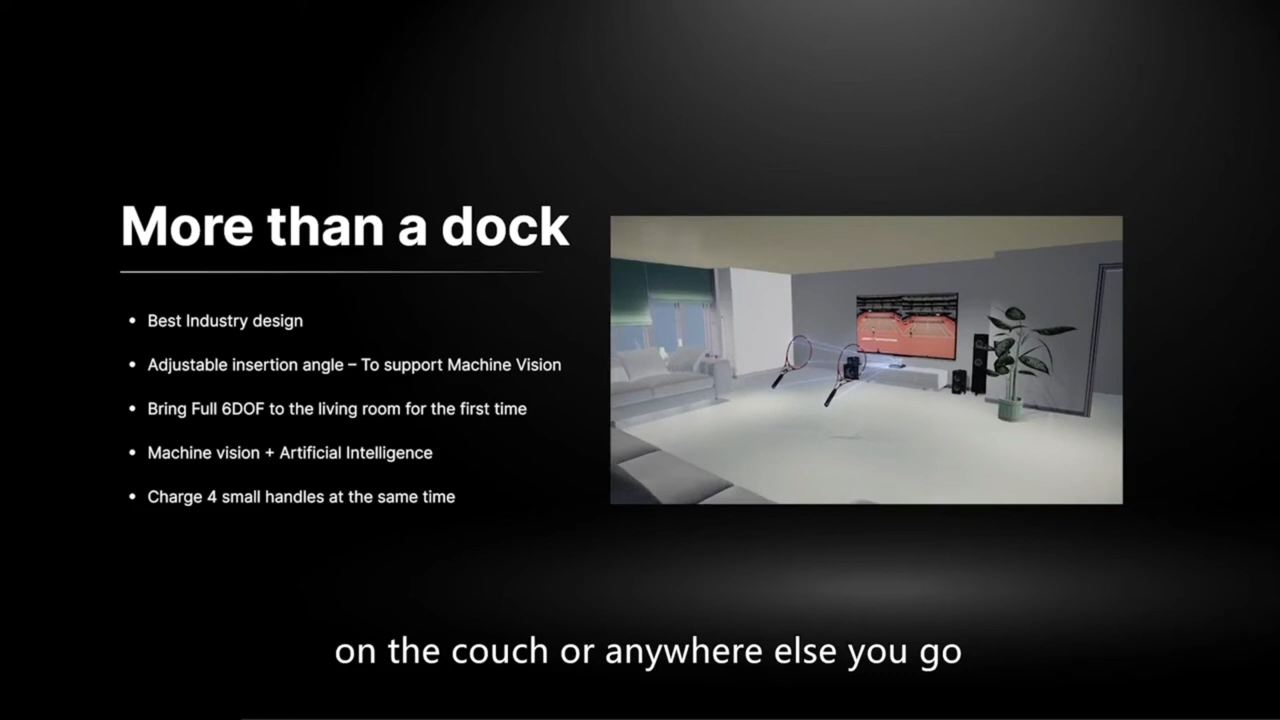 More than a dock
• Best Industry design
• Adjustable insertion angle – To support Machine Vision
• Bring Full 6DOF to the living room for the first time
• Machine vision + Artificial Intelligence
• Charge 4 small handles at the same time
on the couch or anywhere else you go